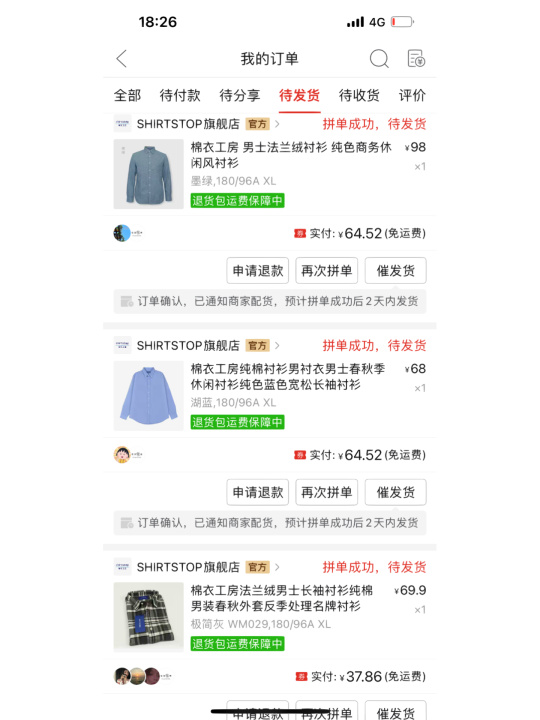 18:26
4G
我的订单
全部 待付款 待分享 待发货 待收货 评价
SHIRTSTOP旗舰店 官方 拼单成功，待发货
棉衣工房 男士法兰绒衬衫 纯色商务休 ¥98
闲风衬衫 ×1
墨绿,180/96A XL
退货包运费保障中
券 实付: ¥64.52(免运费)
申请退款 再次拼单 催发货
订单确认，已通知商家配货，预计拼单成功后2天内发货
SHIRTSTOP旗舰店 官方 拼单成功，待发货
棉衣工房纯棉衬衫男衬衣男士春秋季 ¥68
休闲衬衫纯色蓝色宽松长袖衬衫 ×1
湖蓝,180/96A XL
退货包运费保障中
券 实付: ¥64.52(免运费)
申请退款 再次拼单 催发货
订单确认，已通知商家配货，预计拼单成功后2天内发货
SHIRTSTOP旗舰店 官方 拼单成功，待发货
棉衣工房法兰绒男士长袖衬衫纯棉 ¥69.9
男装春秋外套反季处理名牌衬衫 ×1
极简灰 WM029,180/96A XL
退货包运费保障中
券 实付: ¥37.86(免运费)
申请退款 再次拼单 催发货